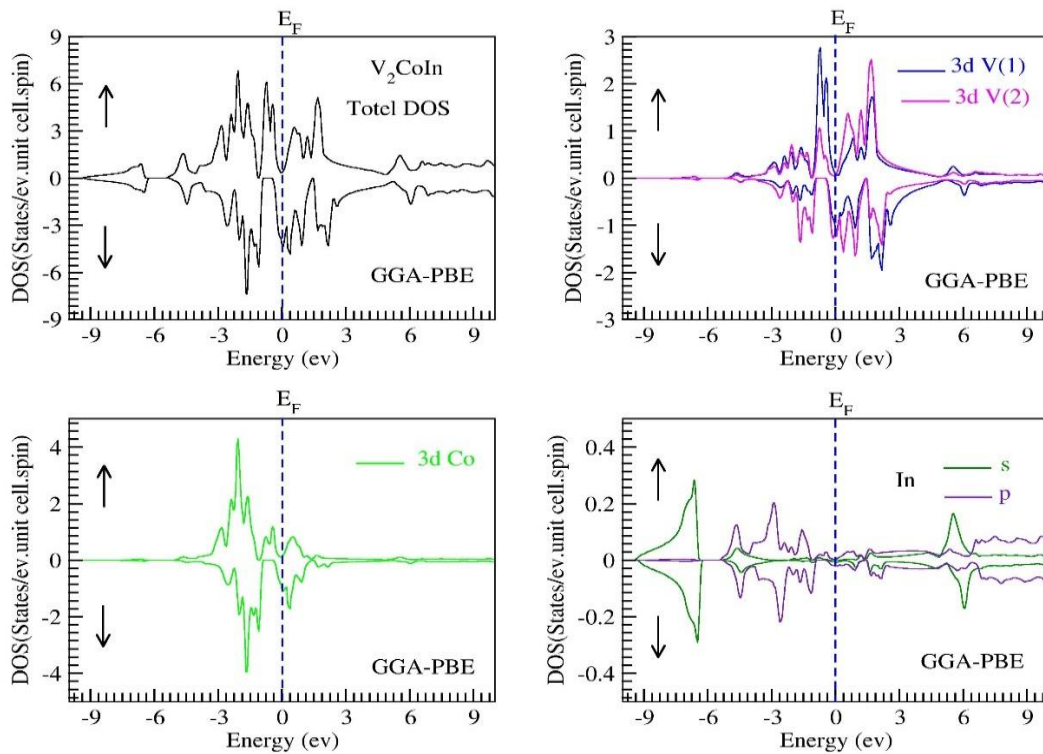 E_F
9
6
3
0
-3
-6
-9
DOS(States/ev.unit cell.spin)
V₂CoIn
Totel DOS
GGA-PBE
-9 -6 -3 0 3 6 9
Energy (ev)
E_F
3
2
1
0
-1
-2
-3
DOS(States/ev.unit cell.spin)
3d V(1)
3d V(2)
GGA-PBE
-9 -6 -3 0 3 6 9
Energy (ev)
E_F
4
2
0
-2
-4
DOS(States/ev.unit cell.spin)
3d Co
GGA-PBE
-9 -6 -3 0 3 6 9
Energy (ev)
E_F
0.4
0.2
0
-0.2
-0.4
DOS(States/ev.unit cell.spin)
In
s
p
GGA-PBE
-9 -6 -3 0 3 6 9
Energy (ev)